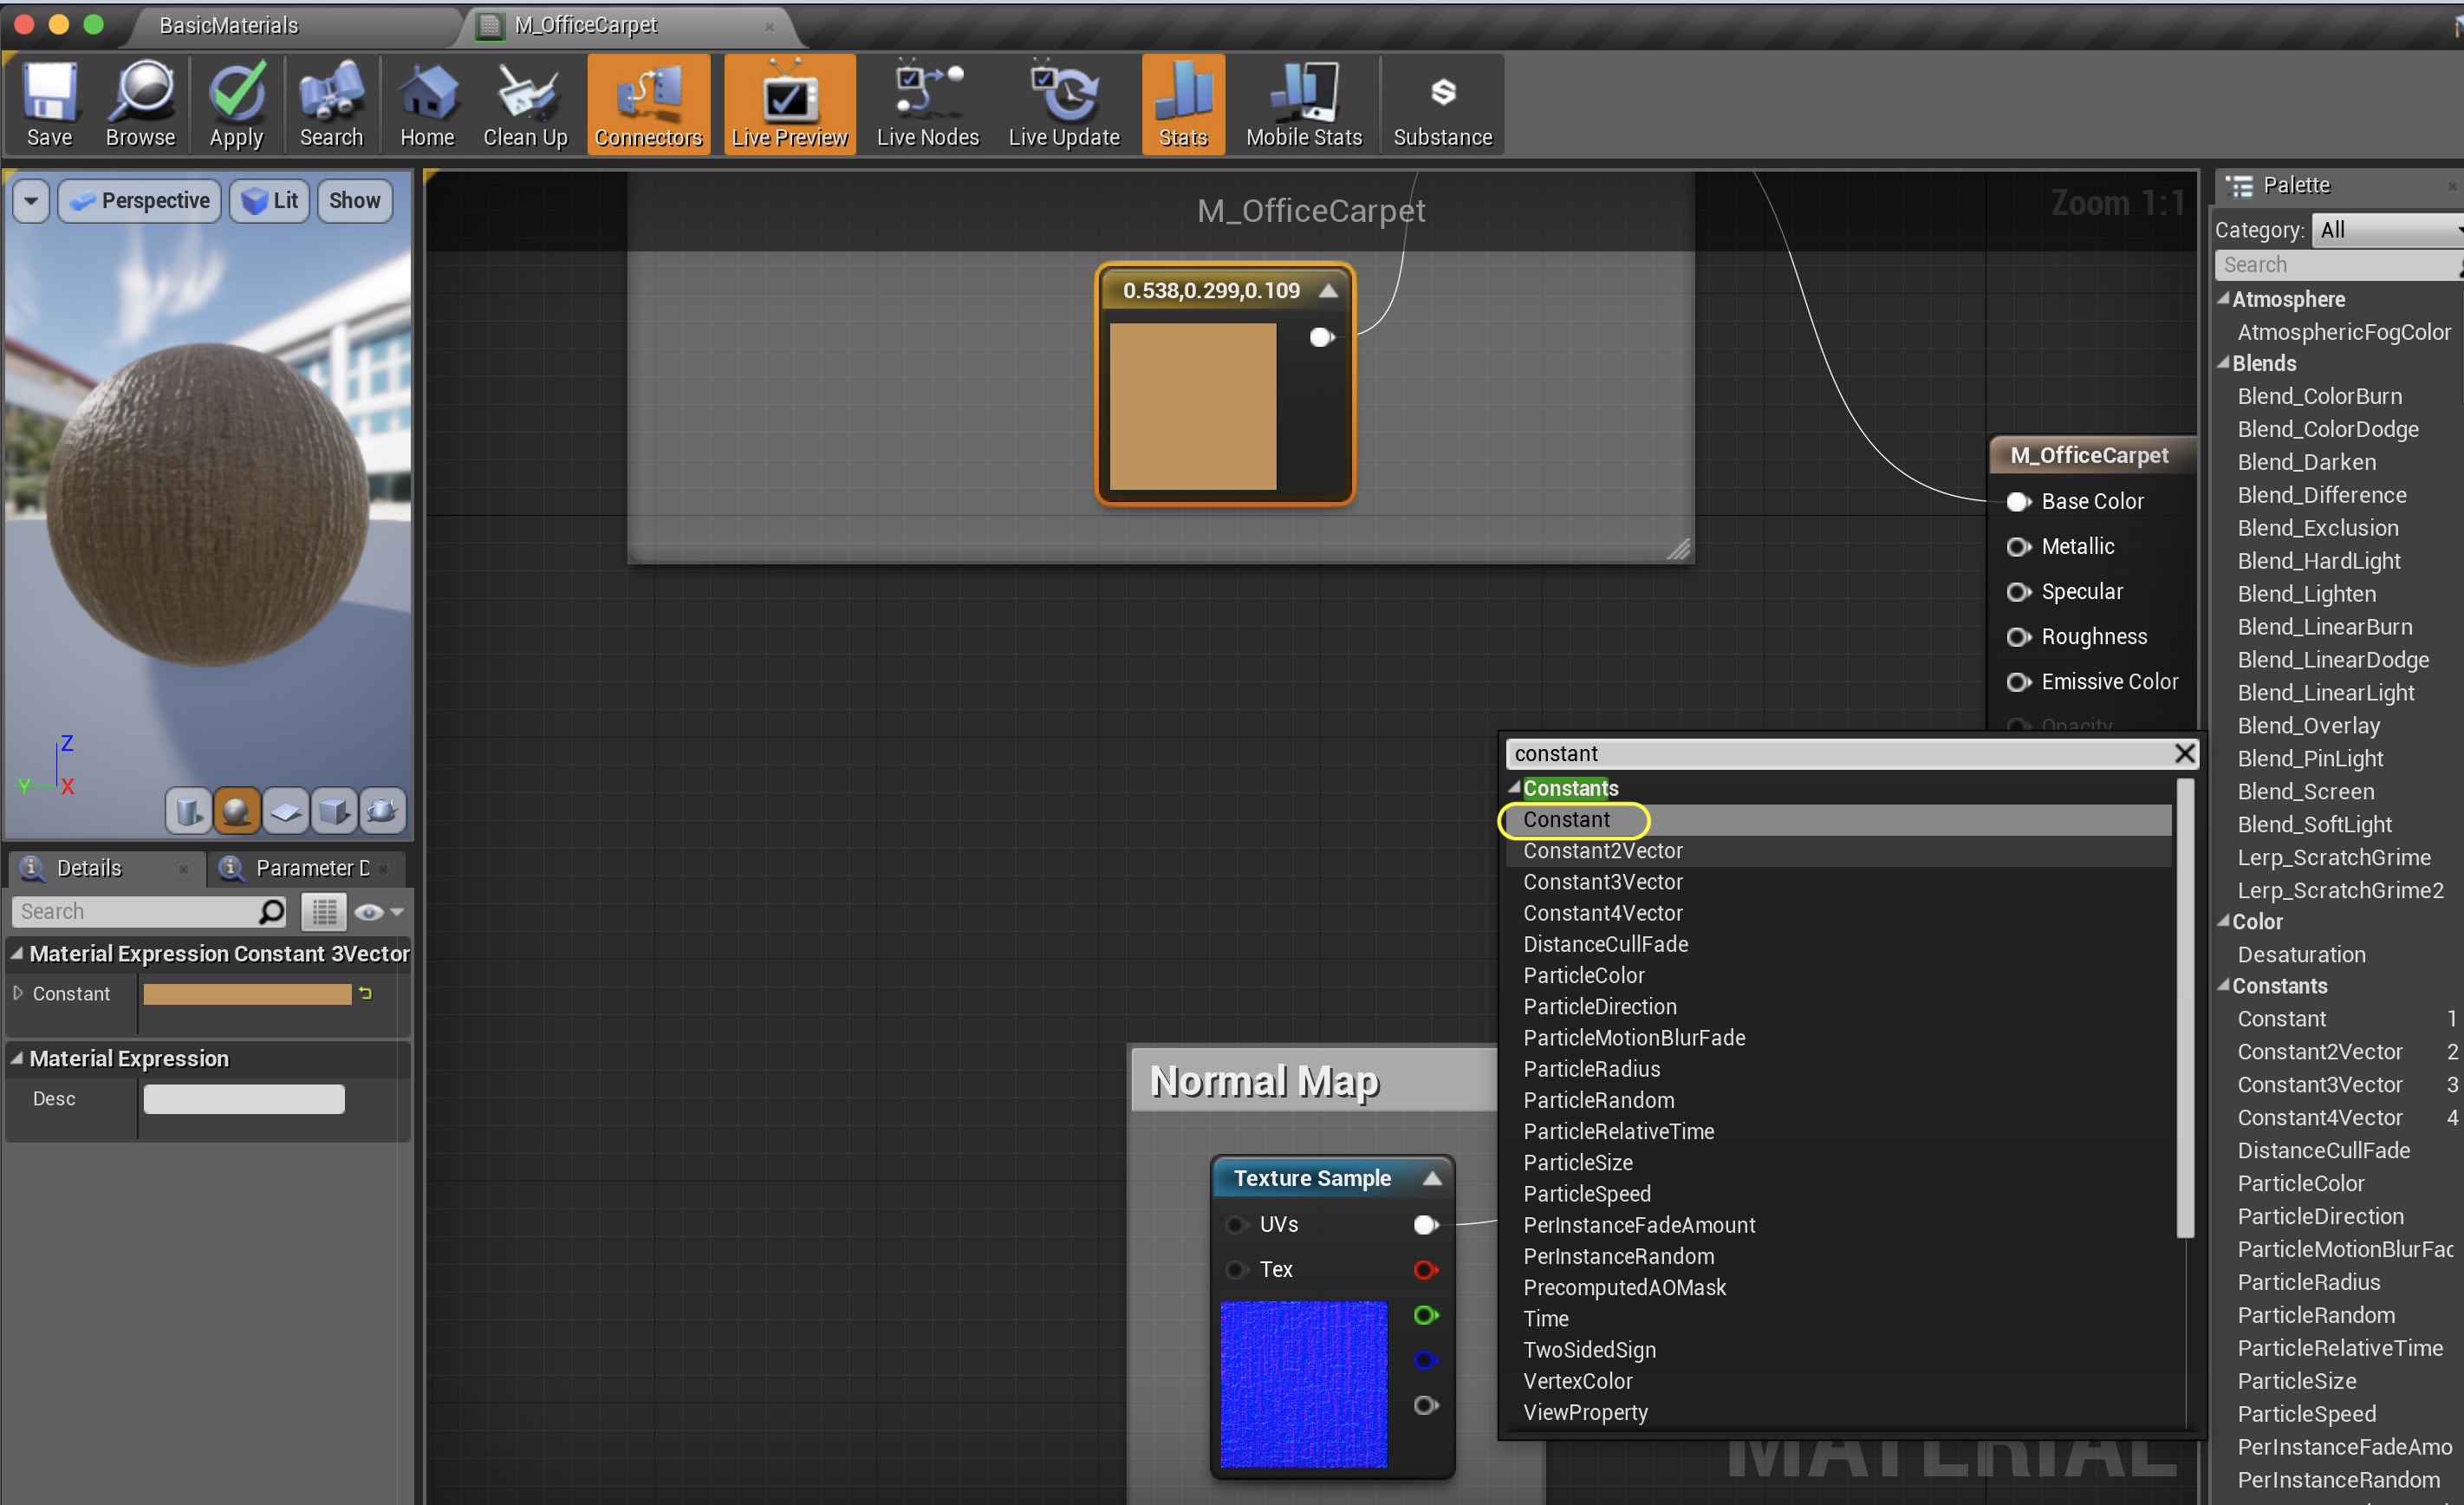 BasicMaterials
M_OfficeCarpet
Save
Browse
Apply
Search
Home
Clean Up
Connectors
Live Preview
Live Nodes
Live Update
Stats
Mobile Stats
Substance
Perspective
Lit
Show
Z
Y
X
Details
Parameter D
Search
Material Expression Constant 3Vector
Constant
Material Expression
Desc
M_OfficeCarpet
Zoom 1:1
0.538,0.299,0.109
M_OfficeCarpet
Base Color
Metallic
Specular
Roughness
Emissive Color
Opacity
constant
Constants
Constant
Constant2Vector
Constant3Vector
Constant4Vector
DistanceCullFade
ParticleColor
ParticleDirection
ParticleMotionBlurFade
ParticleRadius
ParticleRandom
ParticleRelativeTime
ParticleSize
ParticleSpeed
PerInstanceFadeAmount
PerInstanceRandom
PrecomputedAOMask
Time
TwoSidedSign
VertexColor
ViewProperty
Normal Map
Texture Sample
UVs
Tex
MATERIAL
Palette
Category: All
Search
Atmosphere
AtmosphericFogColor
Blends
Blend_ColorBurn
Blend_ColorDodge
Blend_Darken
Blend_Difference
Blend_Exclusion
Blend_HardLight
Blend_Lighten
Blend_LinearBurn
Blend_LinearDodge
Blend_LinearLight
Blend_Overlay
Blend_PinLight
Blend_Screen
Blend_SoftLight
Lerp_ScratchGrime
Lerp_ScratchGrime2
Color
Desaturation
Constants
Constant 1
Constant2Vector 2
Constant3Vector 3
Constant4Vector 4
DistanceCullFade
ParticleColor
ParticleDirection
ParticleMotionBlurFac
ParticleRadius
ParticleRandom
ParticleRelativeTime
ParticleSize
ParticleSpeed
PerInstanceFadeAmo
PerInstanceRandom